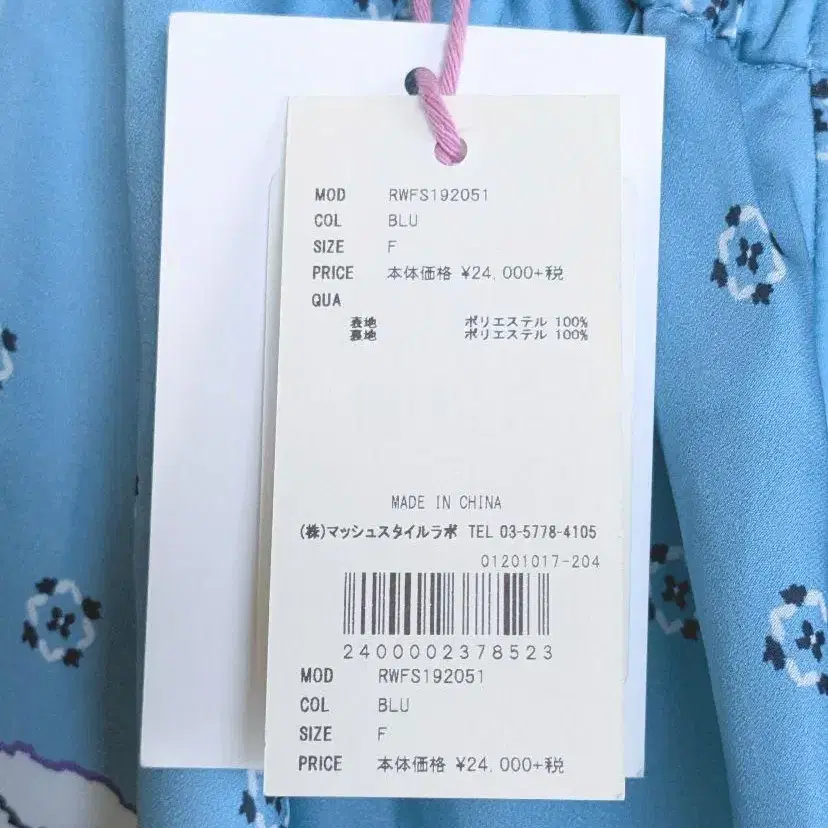 MOD RWFS192051
COL BLU
SIZE F
PRICE 本体価格 ¥24,000+税
QUA
表地 ポリエステル 100%
裏地 ポリエステル 100%
MADE IN CHINA
(株)マッシュスタイルラボ TEL 03-5778-4105
01201017-204
2400002378523
MOD RWFS192051
COL BLU
SIZE F
PRICE 本体価格 ¥24,000+税